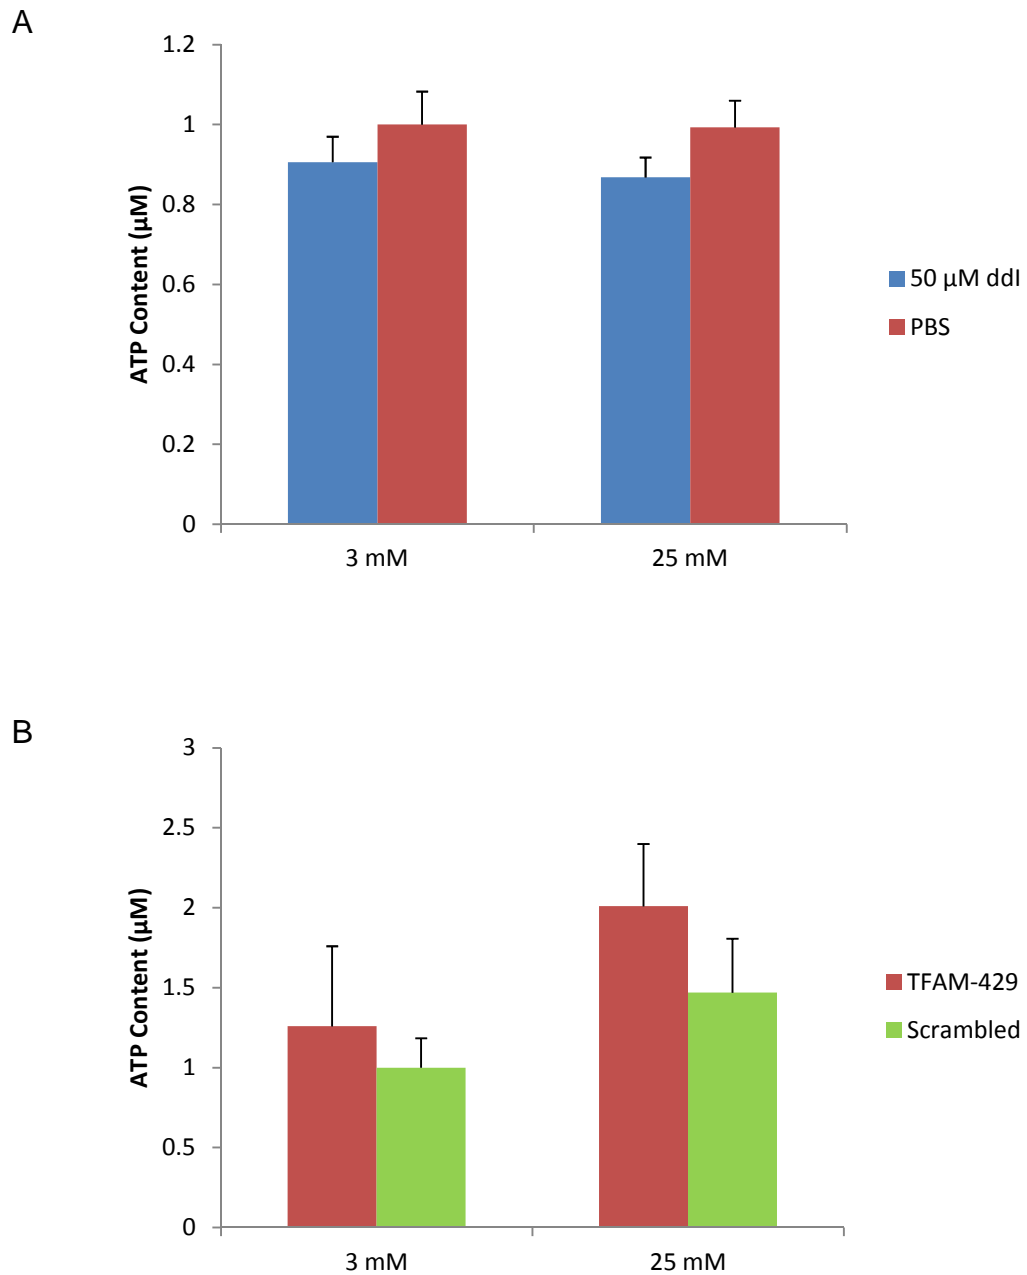 A
1.2
1
0.8
0.6
0.4
0.2
0
ATP Content (µM)
3 mM
25 mM
50 µM ddI
PBS
B
3
2.5
2
1.5
1
0.5
0
ATP Content (µM)
3 mM
25 mM
TFAM-429
Scrambled